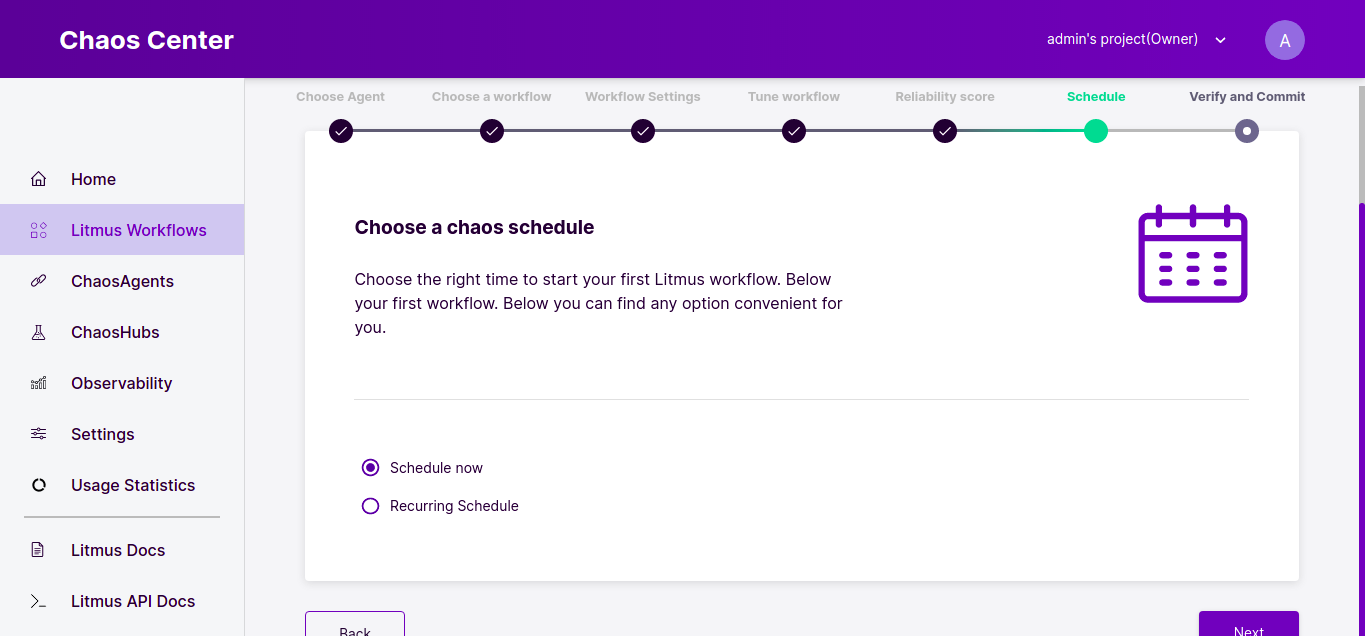 Chaos Center
admin's project(Owner)
A
Choose Agent
Choose a workflow
Workflow Settings
Tune workflow
Reliability score
Schedule
Verify and Commit
Home
Litmus Workflows
ChaosAgents
ChaosHubs
Observability
Settings
Usage Statistics
Litmus Docs
Litmus API Docs
Choose a chaos schedule
Choose the right time to start your first Litmus workflow. Below
your first workflow. Below you can find any option convenient for
you.
Schedule now
Recurring Schedule
Back
Next